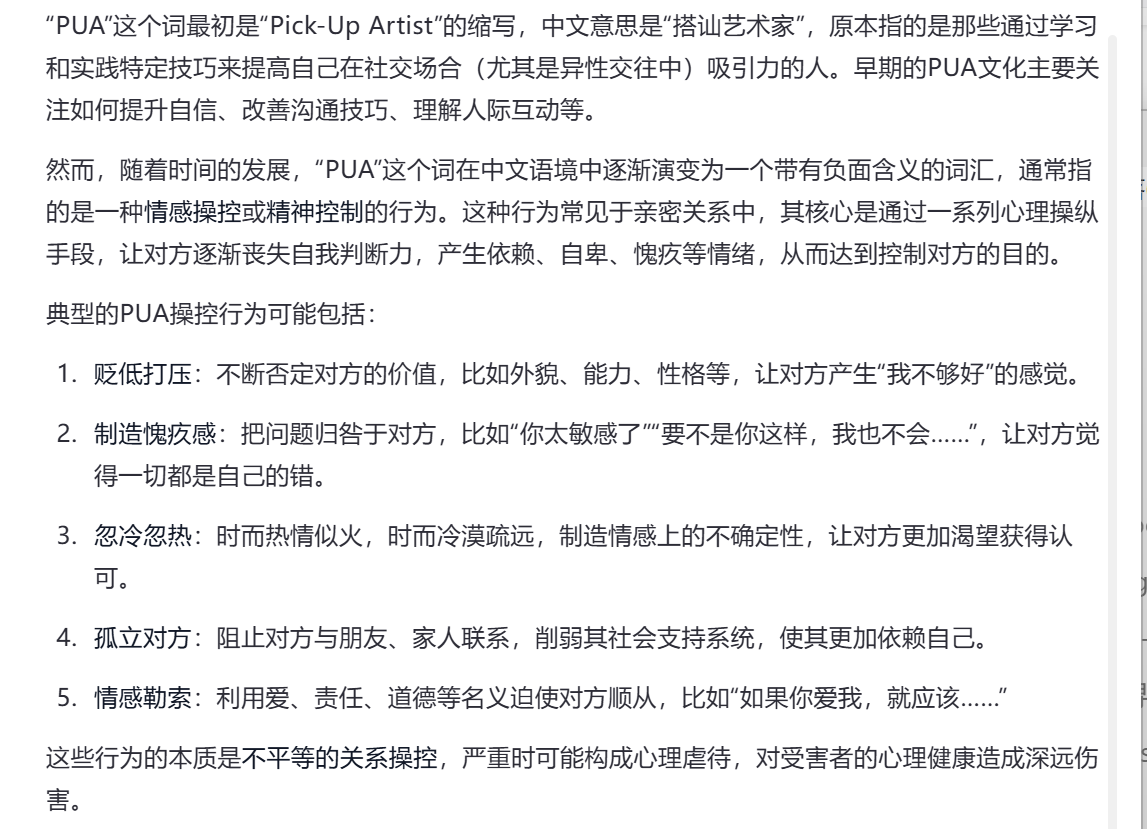 “PUA”这个词最初是“Pick-Up Artist”的缩写，中文意思是“搭讪艺术家”，原本指的是那些通过学习
和实践特定技巧来提高自己在社交场合（尤其是异性交往中）吸引力的人。早期的PUA文化主要关
注如何提升自信、改善沟通技巧、理解人际互动等。
然而，随着时间的发展，“PUA”这个词在中文语境中逐渐演变为一个带有负面含义的词汇，通常指
的是一种情感操控或精神控制的行为。这种行为常见于亲密关系中，其核心是通过一系列心理操纵
手段，让对方逐渐丧失自我判断力，产生依赖、自卑、愧疚等情绪，从而达到控制对方的目的。
典型的PUA操控行为可能包括：
1. 贬低打压：不断否定对方的价值，比如外貌、能力、性格等，让对方产生“我不够好”的感觉。
2. 制造愧疚感：把问题归咎于对方，比如“你太敏感了”“要不是你这样，我也不会……”，让对方觉
得一切都是自己的错。
3. 忽冷忽热：时而热情似火，时而冷漠疏远，制造情感上的不确定性，让对方更加渴望获得认
可。
4. 孤立对方：阻止对方与朋友、家人联系，削弱其社会支持系统，使其更加依赖自己。
5. 情感勒索：利用爱、责任、道德等名义迫使对方顺从，比如“如果你爱我，就应该……”
这些行为的本质是不平等的关系操控，严重时可能构成心理虐待，对受害者的心理健康造成深远伤
害。